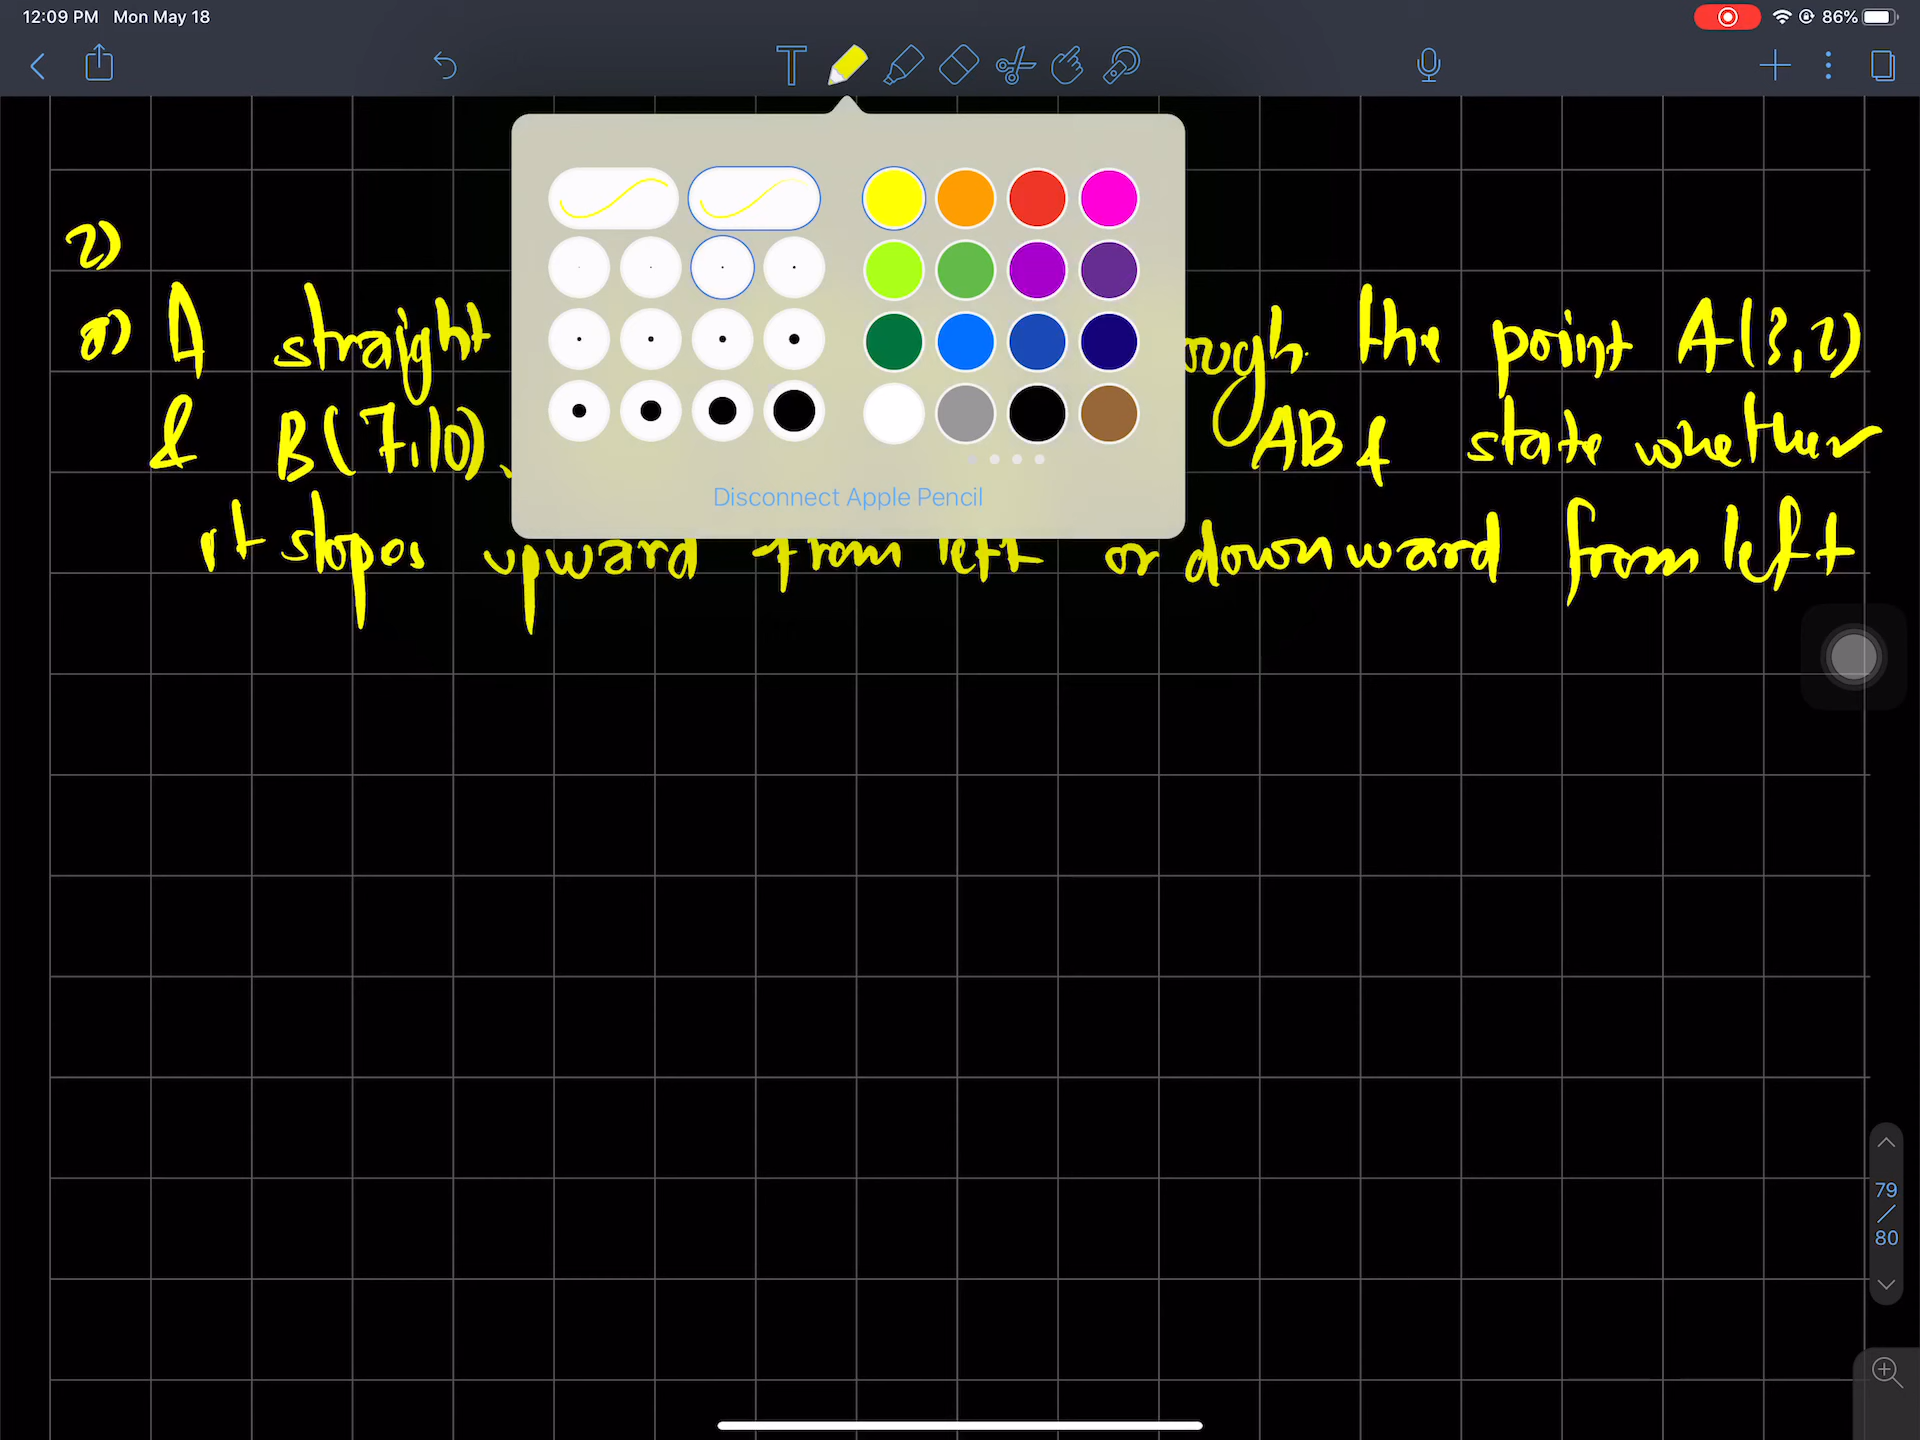 12:09 PM Mon May 18
86%
Disconnect Apple Pencil
2)
a) A straight ough the point A(3,2)
& B(7,10). AB & state whether
it slopes upward from left or downward from left
79
80